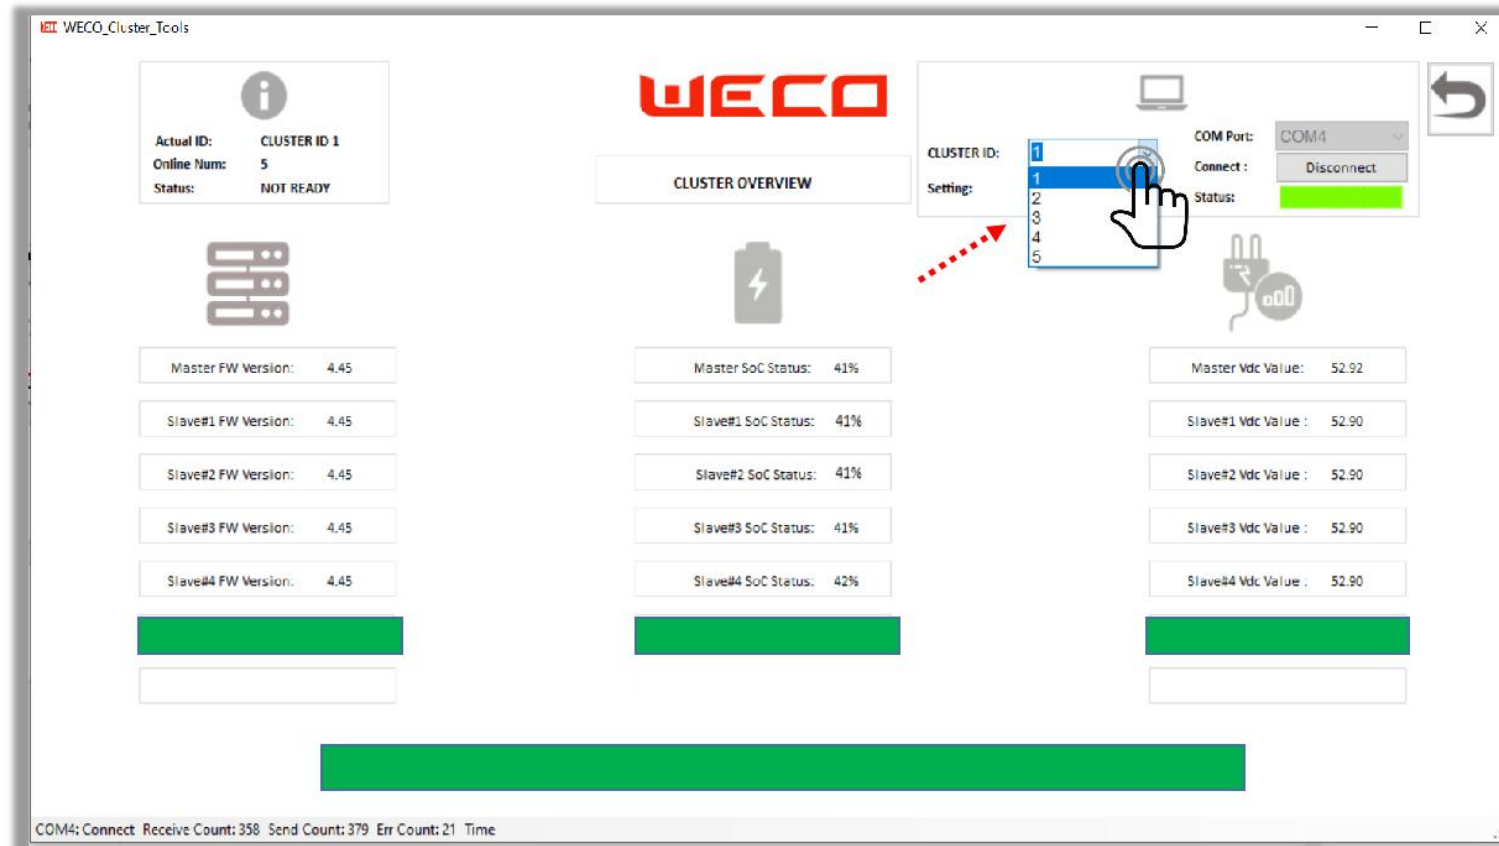 WECO_Cluster_Tools
Actual ID: CLUSTER ID 1
Online Num: 5
Status: NOT READY
WECO
CLUSTER OVERVIEW
CLUSTER ID: 1
1
2
3
4
5
Setting:
COM Port: COM4
Connect : Disconnect
Status:
Master FW Version: 4.45
Slave#1 FW Version: 4.45
Slave#2 FW Version: 4.45
Slave#3 FW Version: 4.45
Slave#4 FW Version: 4.45
Master SoC Status: 41%
Slave#1 SoC Status: 41%
Slave#2 SoC Status: 41%
Slave#3 SoC Status: 41%
Slave#4 SoC Status: 42%
Master Vdc Value: 52.92
Slave#1 Vdc Value : 52.90
Slave#2 Vdc Value : 52.90
Slave#3 Vdc Value : 52.90
Slave#4 Vdc Value : 52.90
COM4: Connect Receive Count: 358 Send Count: 379 Err Count: 21 Time